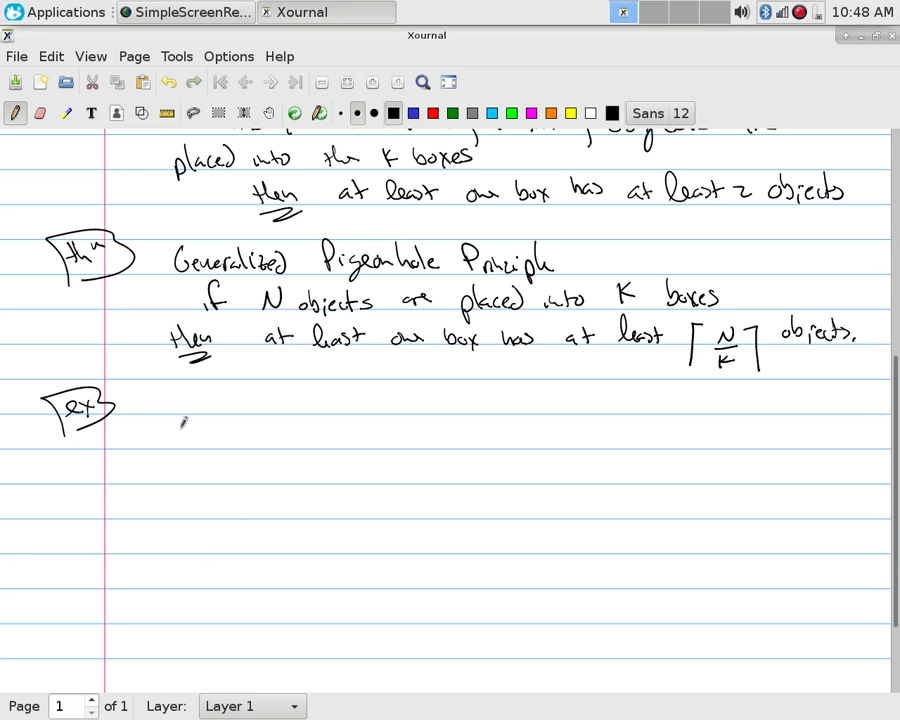 Applications SimpleScreenRe... Xournal 10:48 AM
Xournal
File Edit View Page Tools Options Help
Sans 12
placed into the K boxes
then at least one box has at least 2 objects
thm Generalized Pigeonhole Principle
if N objects are placed into K boxes
then at least one box has at least ⌈N/K⌉ objects.
ex
Page 1 of 1 Layer: Layer 1